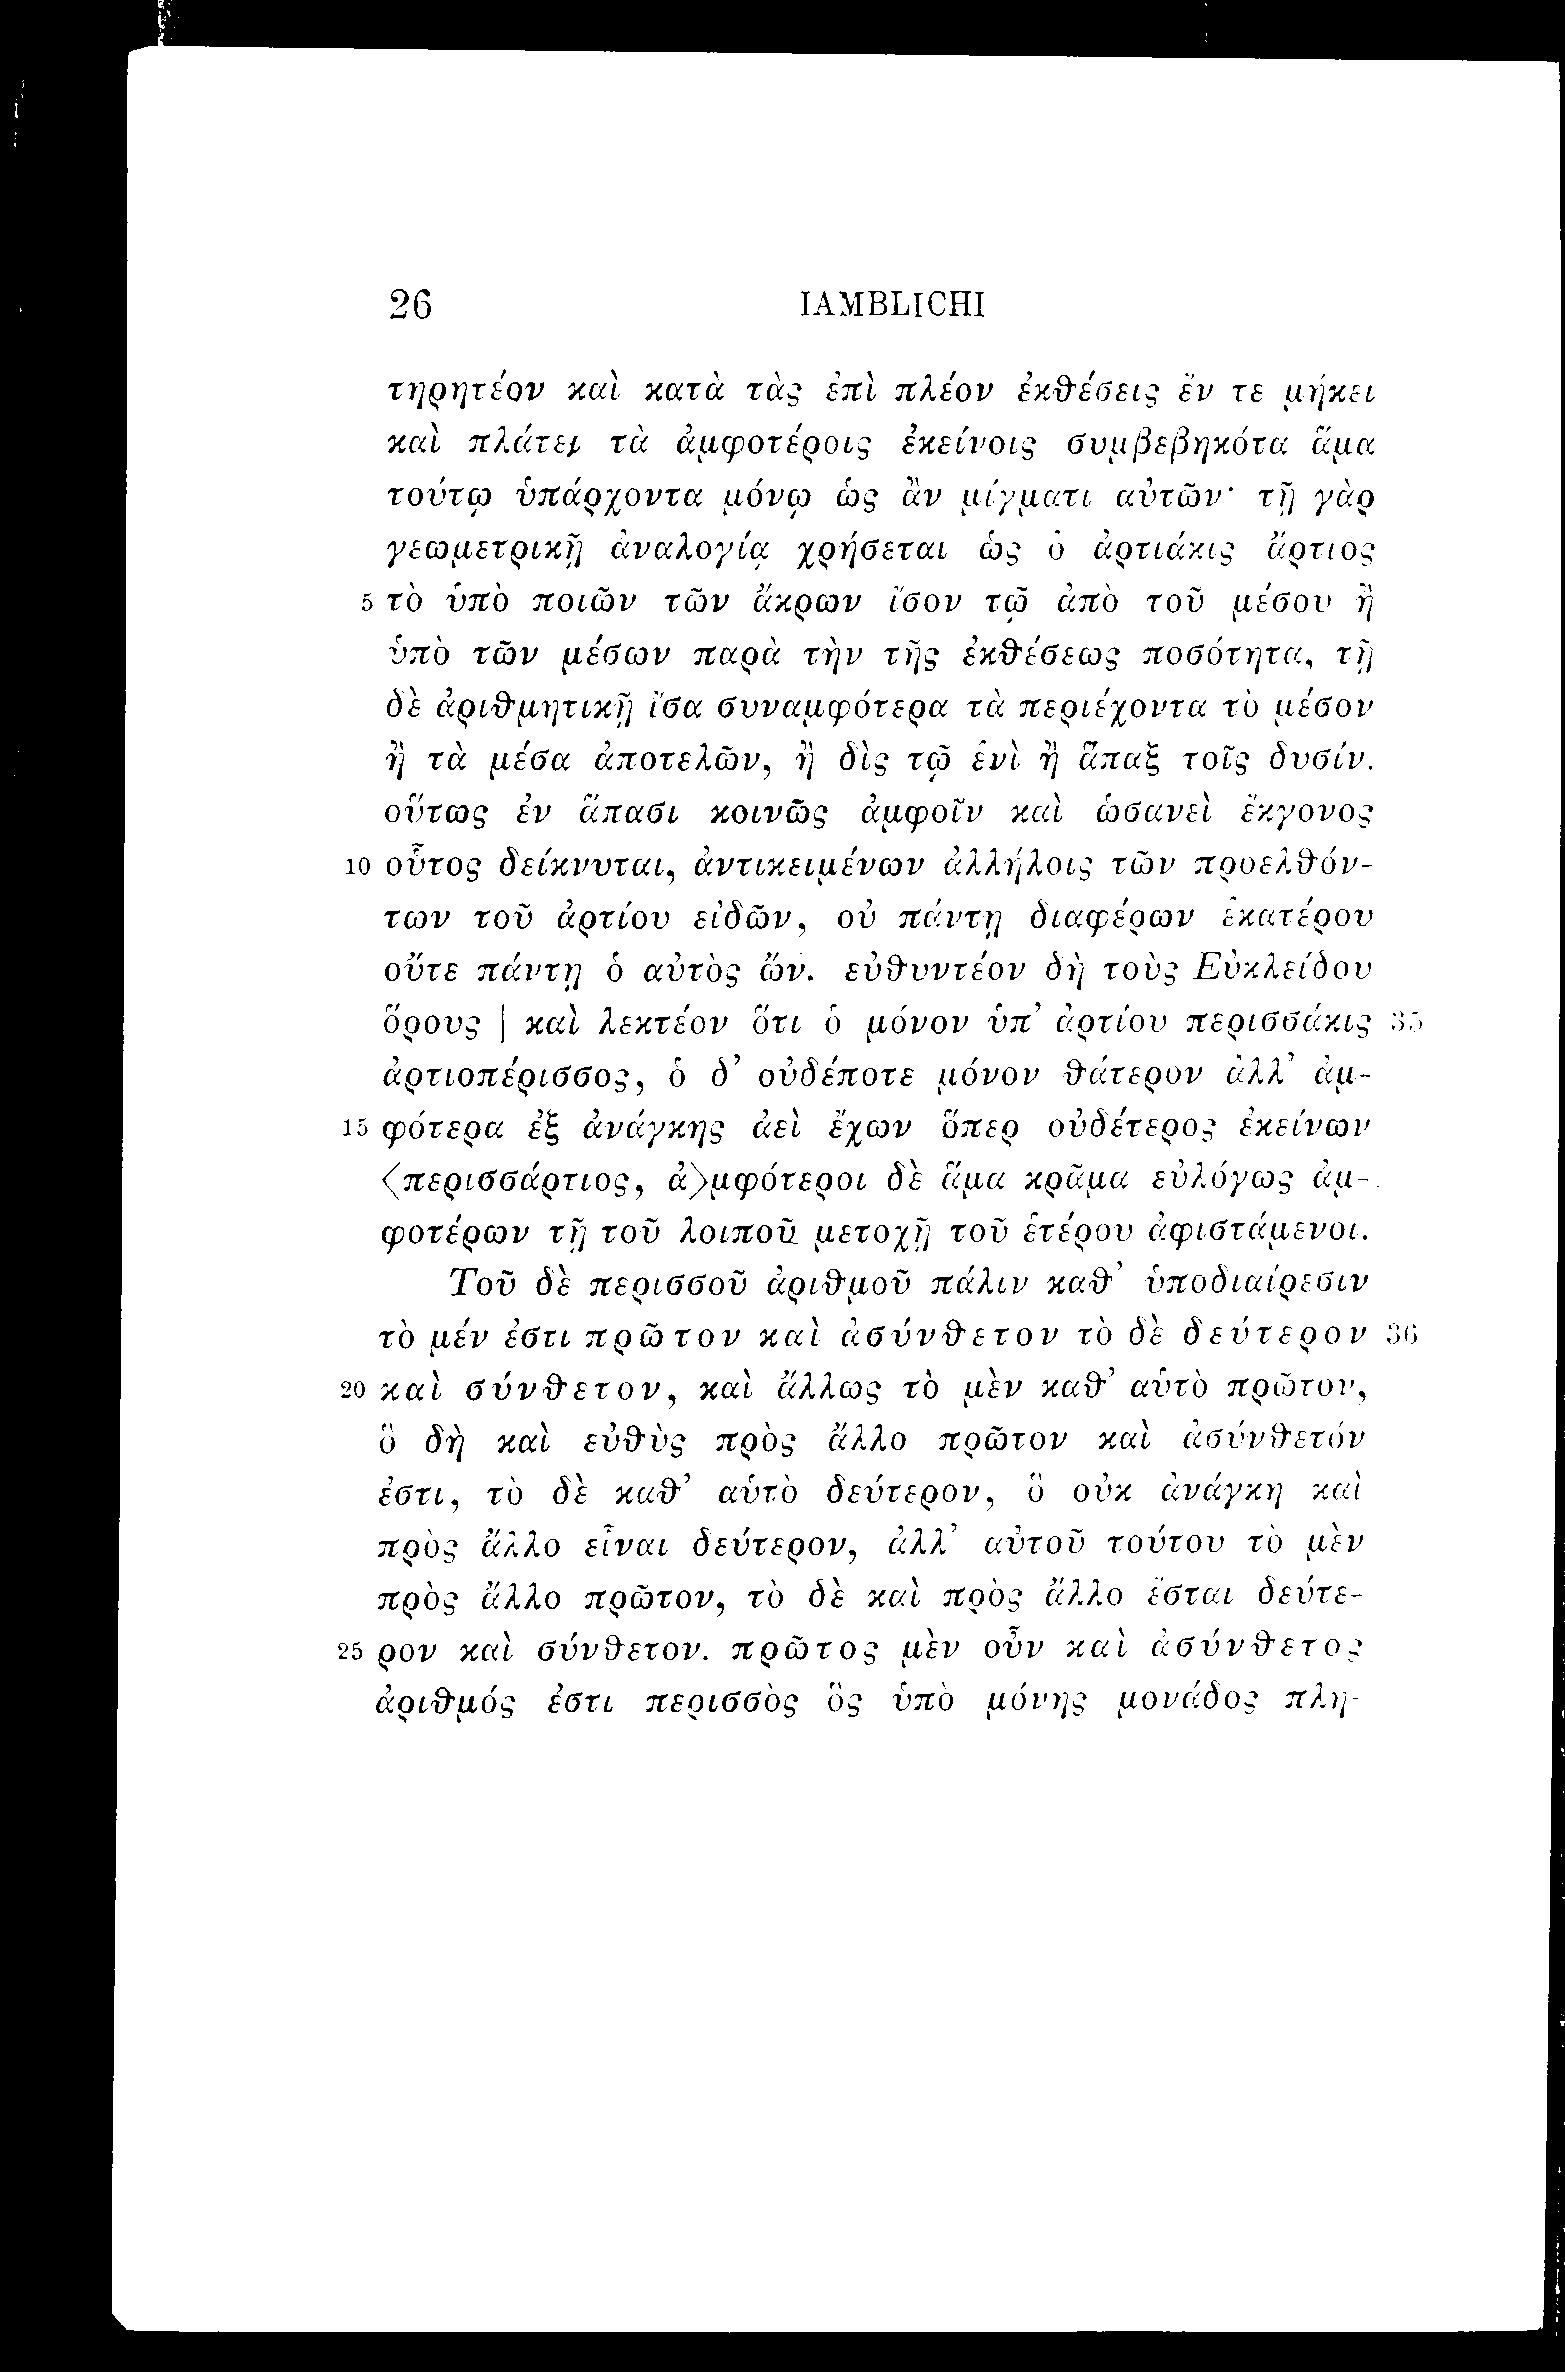 26 IAMBLICHI
τηρητέον καὶ κατὰ τὰς ἐπὶ πλέον ἐκθέσεις ἔν τε μήκει
καὶ πλάτει τὰ ἀμφοτέροις ἐκείνοις συμβεβηκότα ἅμα
τούτῳ ὑπάρχοντα μόνῳ ὡς ἂν μίγματι αὐτῶν· τῇ γὰρ
γεωμετρικῇ ἀναλογίᾳ χρήσεται ὡς ὁ ἀρτιάκις ἄρτιος
5 τὸ ὑπὸ ποιῶν τῶν ἄκρων ἴσον τῷ ἀπὸ τοῦ μέσου ἢ
ὑπὸ τῶν μέσων παρὰ τὴν τῆς ἐκθέσεως ποσότητα, τῇ
δὲ ἀριθμητικῇ ἴσα συναμφότερα τὰ περιέχοντα τὸ μέσον
ἢ τὰ μέσα ἀποτελῶν, ἢ δὶς τῷ ἑνὶ ἢ ἅπαξ τοῖς δυσίν.
οὕτως ἐν ἅπασι κοινῶς ἀμφοῖν καὶ ὡσανεὶ ἔκγονος
10 οὗτος δείκνυται, ἀντικειμένων ἀλλήλοις τῶν προελθόν-
των τοῦ ἀρτίου εἰδῶν, οὐ πάντῃ διαφέρων ἑκατέρου
οὔτε πάντῃ ὁ αὐτὸς ὤν. εὐθυντέον δὴ τοὺς Εὐκλείδου
ὅρους | καὶ λεκτέον ὅτι ὁ μόνον ὑπ’ ἀρτίου περισσάκις 35
ἀρτιοπέρισσος, ὁ δ’ οὐδέποτε μόνον θάτερον ἀλλ’ ἀμ-
15 φότερα ἐξ ἀνάγκης ἀεὶ ἔχων ὅπερ οὐδέτερος ἐκείνων
〈περισσάρτιος, ἀ〉μφότεροι δὲ ἅμα κρᾶμα εὐλόγως ἀμ-
φοτέρων τῇ τοῦ λοιποῦ μετοχῇ τοῦ ἑτέρου ἀφιστάμενοι.
Τοῦ δὲ περισσοῦ ἀριθμοῦ πάλιν καθ’ ὑποδιαίρεσιν
τὸ μέν ἐστι πρῶτον καὶ ἀσύνθετον τὸ δὲ δεύτερον 36
20 καὶ σύνθετον, καὶ ἄλλως τὸ μὲν καθ’ αὑτὸ πρῶτον,
ὃ δὴ καὶ εὐθὺς πρὸς ἄλλο πρῶτον καὶ ἀσύνθετόν
ἐστι, τὸ δὲ καθ’ αὑτὸ δεύτερον, ὃ οὐκ ἀνάγκη καὶ
πρὸς ἄλλο εἶναι δεύτερον, ἀλλ’ αὐτοῦ τούτου τὸ μὲν
πρὸς ἄλλο πρῶτον, τὸ δὲ καὶ πρὸς ἄλλο ἔσται δεύτε-
25 ρον καὶ σύνθετον. πρῶτος μὲν οὖν καὶ ἀσύνθετος
ἀριθμός ἐστι περισσὸς ὃς ὑπὸ μόνης μονάδος πλη-